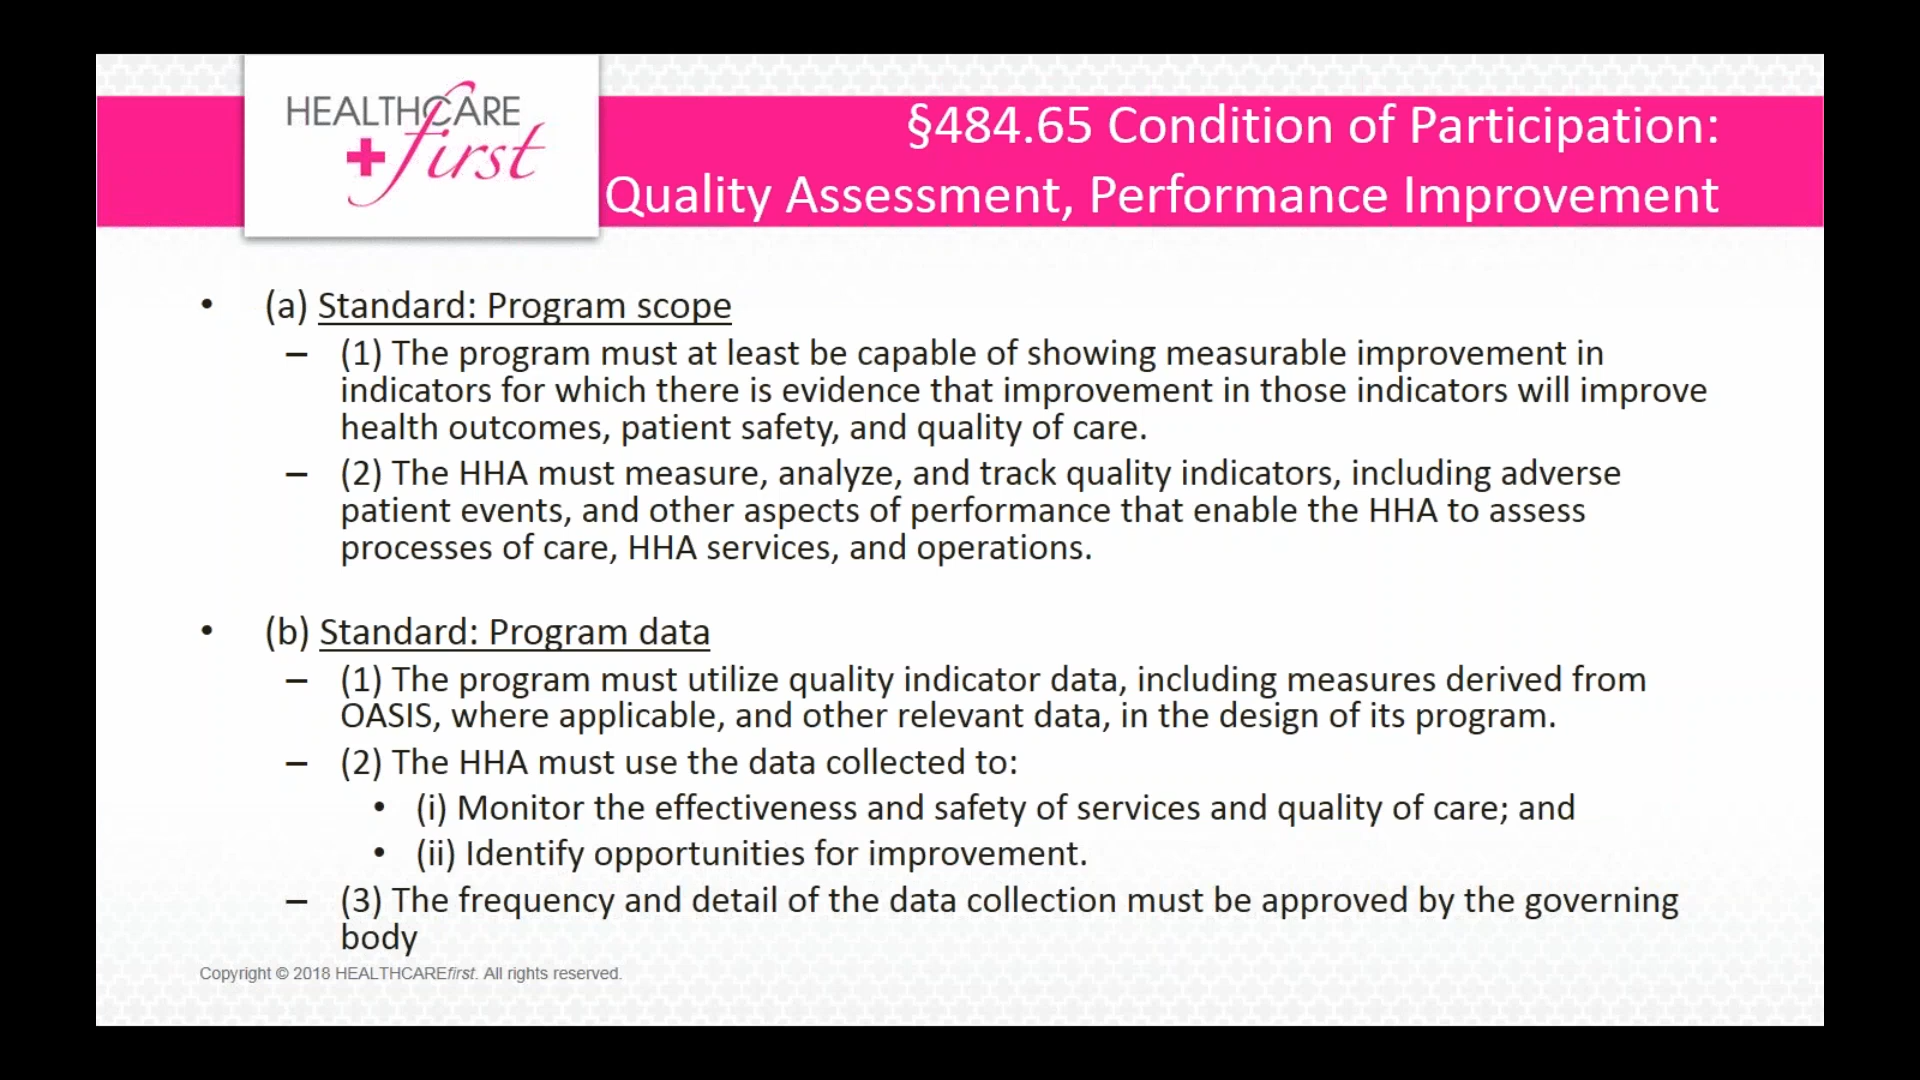 HEALTHCARE
first
§484.65 Condition of Participation:
Quality Assessment, Performance Improvement
• (a) Standard: Program scope
– (1) The program must at least be capable of showing measurable improvement in
indicators for which there is evidence that improvement in those indicators will improve
health outcomes, patient safety, and quality of care.
– (2) The HHA must measure, analyze, and track quality indicators, including adverse
patient events, and other aspects of performance that enable the HHA to assess
processes of care, HHA services, and operations.
• (b) Standard: Program data
– (1) The program must utilize quality indicator data, including measures derived from
OASIS, where applicable, and other relevant data, in the design of its program.
– (2) The HHA must use the data collected to:
• (i) Monitor the effectiveness and safety of services and quality of care; and
• (ii) Identify opportunities for improvement.
– (3) The frequency and detail of the data collection must be approved by the governing
body
Copyright © 2018 HEALTHCAREfirst. All rights reserved.